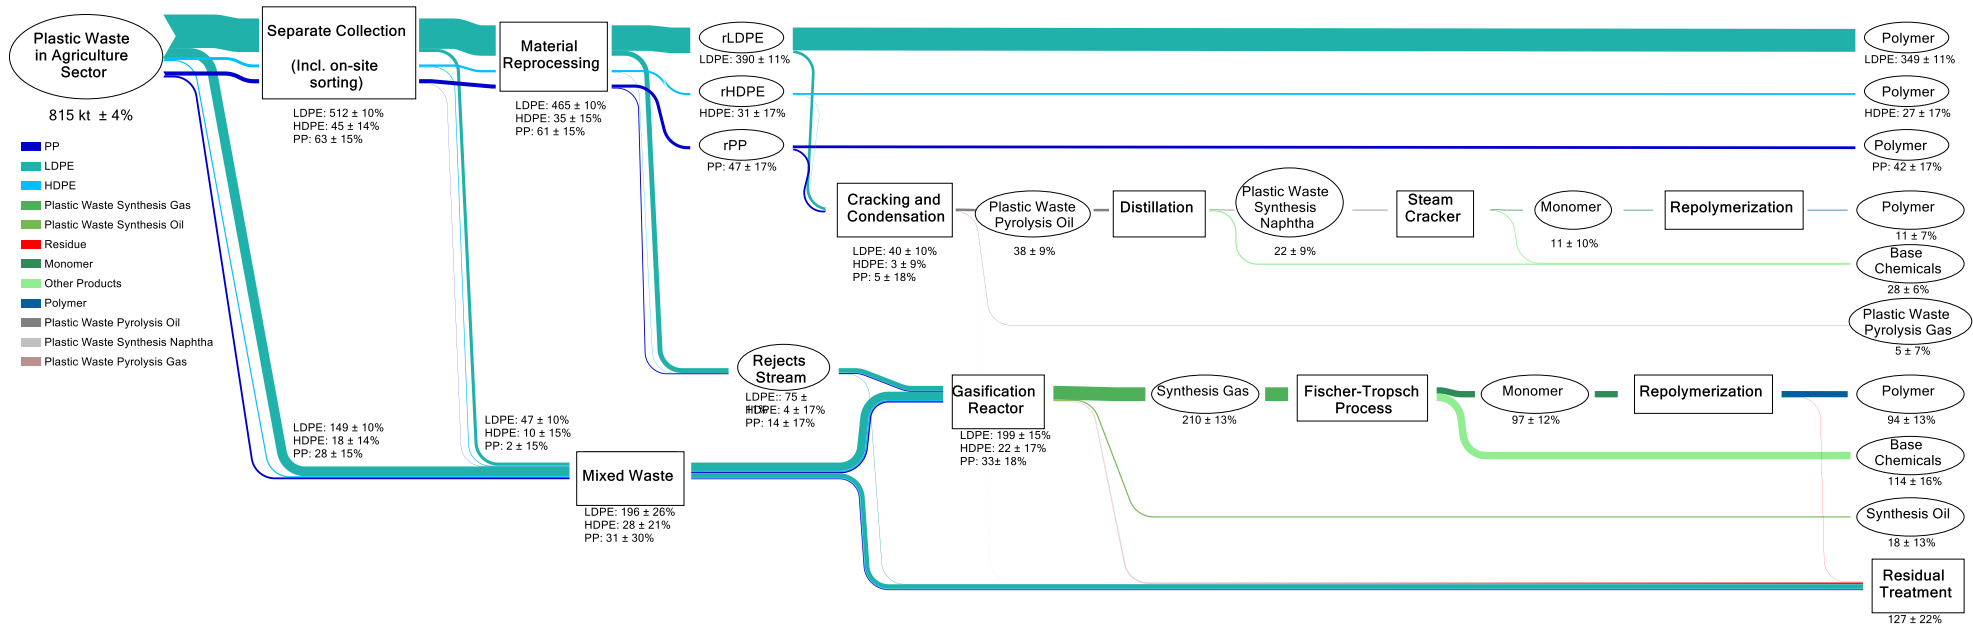 Plastic Waste
in Agriculture
Sector
815 kt  ± 4%
PP
LDPE
HDPE
Plastic Waste Synthesis Gas
Plastic Waste Synthesis Oil
Residue
Monomer
Other Products
Polymer
Plastic Waste Pyrolysis Oil
Plastic Waste Synthesis Naphtha
Plastic Waste Pyrolysis Gas
Separate Collection
(Incl. on-site
sorting)
LDPE: 512 ± 10%
HDPE: 45 ± 14%
PP: 63 ± 15%
LDPE: 149 ± 10%
HDPE: 18 ± 14%
PP: 28 ± 15%
Material
Reprocessing
LDPE: 465 ± 10%
HDPE: 35 ± 15%
PP: 61 ± 15%
LDPE: 47 ± 10%
HDPE: 10 ± 15%
PP: 2 ± 15%
Mixed Waste
LDPE: 196 ± 26%
HDPE: 28 ± 21%
PP: 31 ± 30%
rLDPE
LDPE: 390 ± 11%
rHDPE
HDPE: 31 ± 17%
rPP
PP: 47 ± 17%
Rejects
Stream
LDPE:: 75 ±
HDPE: 4 ± 17%
PP: 14 ± 17%
Cracking and
Condensation
LDPE: 40 ± 10%
HDPE: 3 ± 9%
PP: 5 ± 18%
Plastic Waste
Pyrolysis Oil
38 ± 9%
Distillation
Plastic Waste
Synthesis
Naphtha
22 ± 9%
Steam
Cracker
Monomer
11 ± 10%
Repolymerization
Gasification
Reactor
LDPE: 199 ± 15%
HDPE: 22 ± 17%
PP: 33± 18%
Synthesis Gas
210 ± 13%
Fischer-Tropsch
Process
Monomer
97 ± 12%
Repolymerization
Polymer
LDPE: 349 ± 11%
Polymer
HDPE: 27 ± 17%
Polymer
PP: 42 ± 17%
Polymer
11 ± 7%
Base
Chemicals
28 ± 6%
Plastic Waste
Pyrolysis Gas
5 ± 7%
Polymer
94 ± 13%
Base
Chemicals
114 ± 16%
Synthesis Oil
18 ± 13%
Residual
Treatment
127 ± 22%